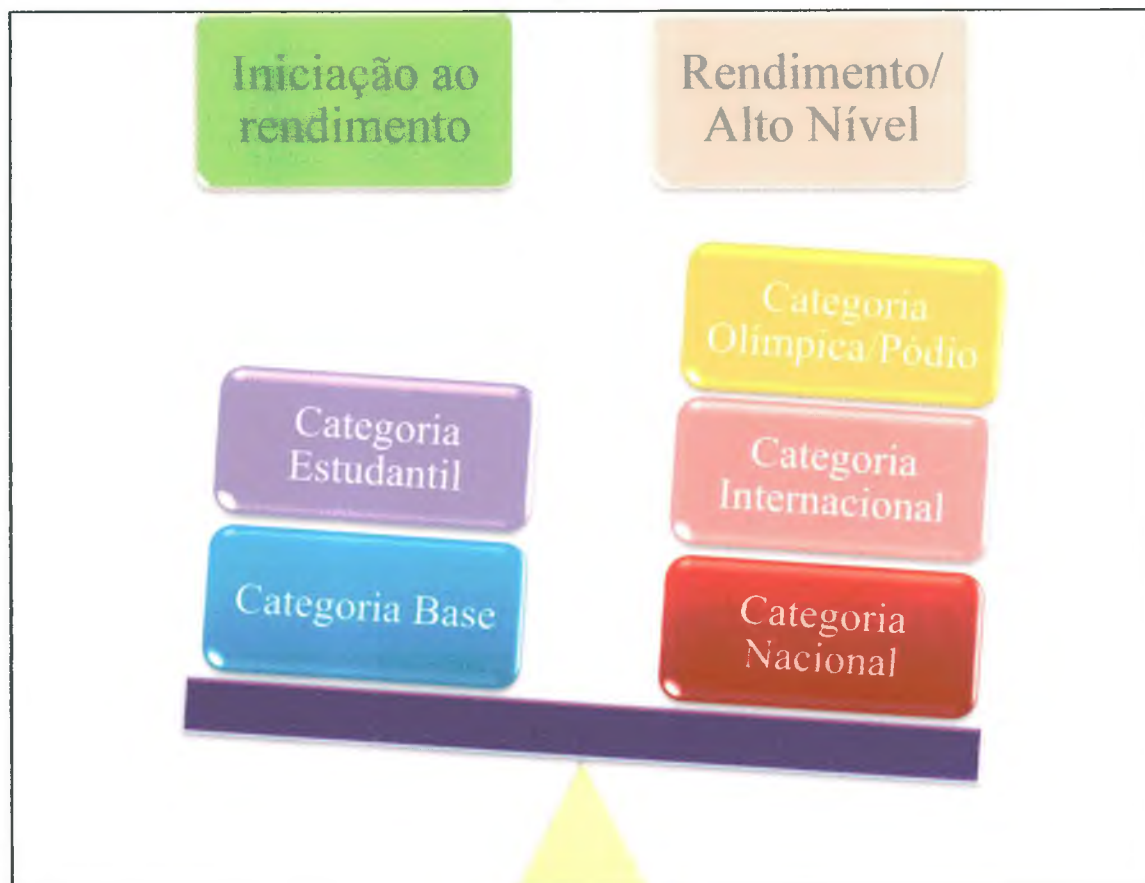 Iniciação ao
rendimento
Rendimento/
Alto Nível
Categoria
Olímpica/Pódio
Categoria
Estudantil
Categoria
Internacional
Categoria Base
Categoria
Nacional